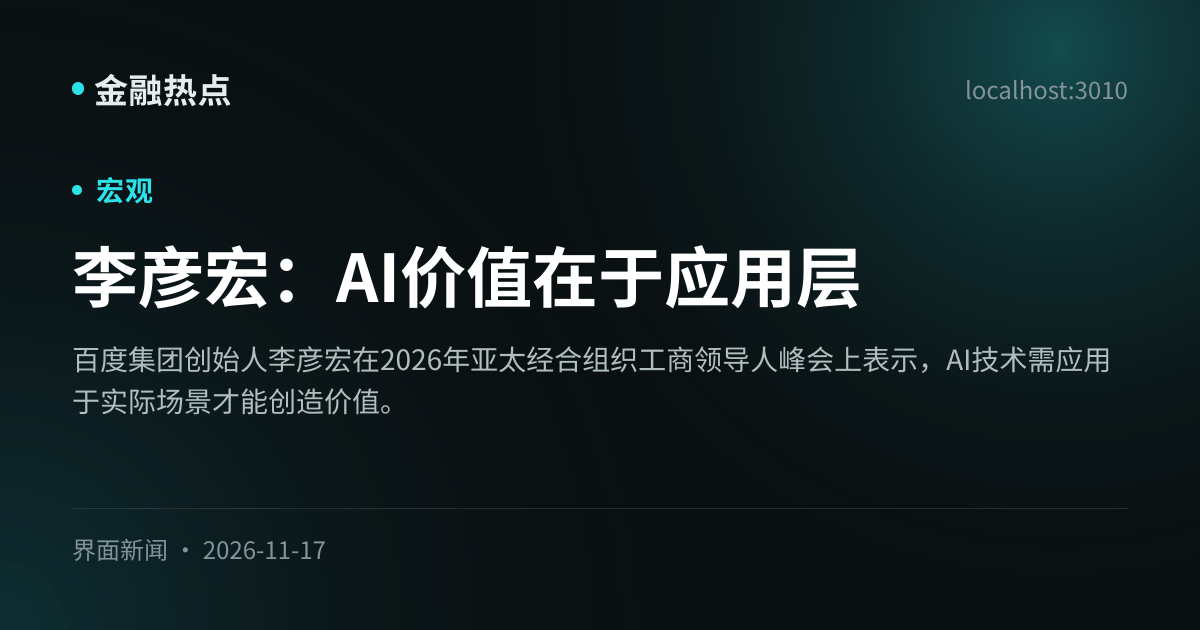 金融热点
localhost:3010
宏观
李彦宏：AI价值在于应用层
百度集团创始人李彦宏在2026年亚太经合组织工商领导人峰会上表示，AI技术需应用
于实际场景才能创造价值。
界面新闻 • 2026-11-17